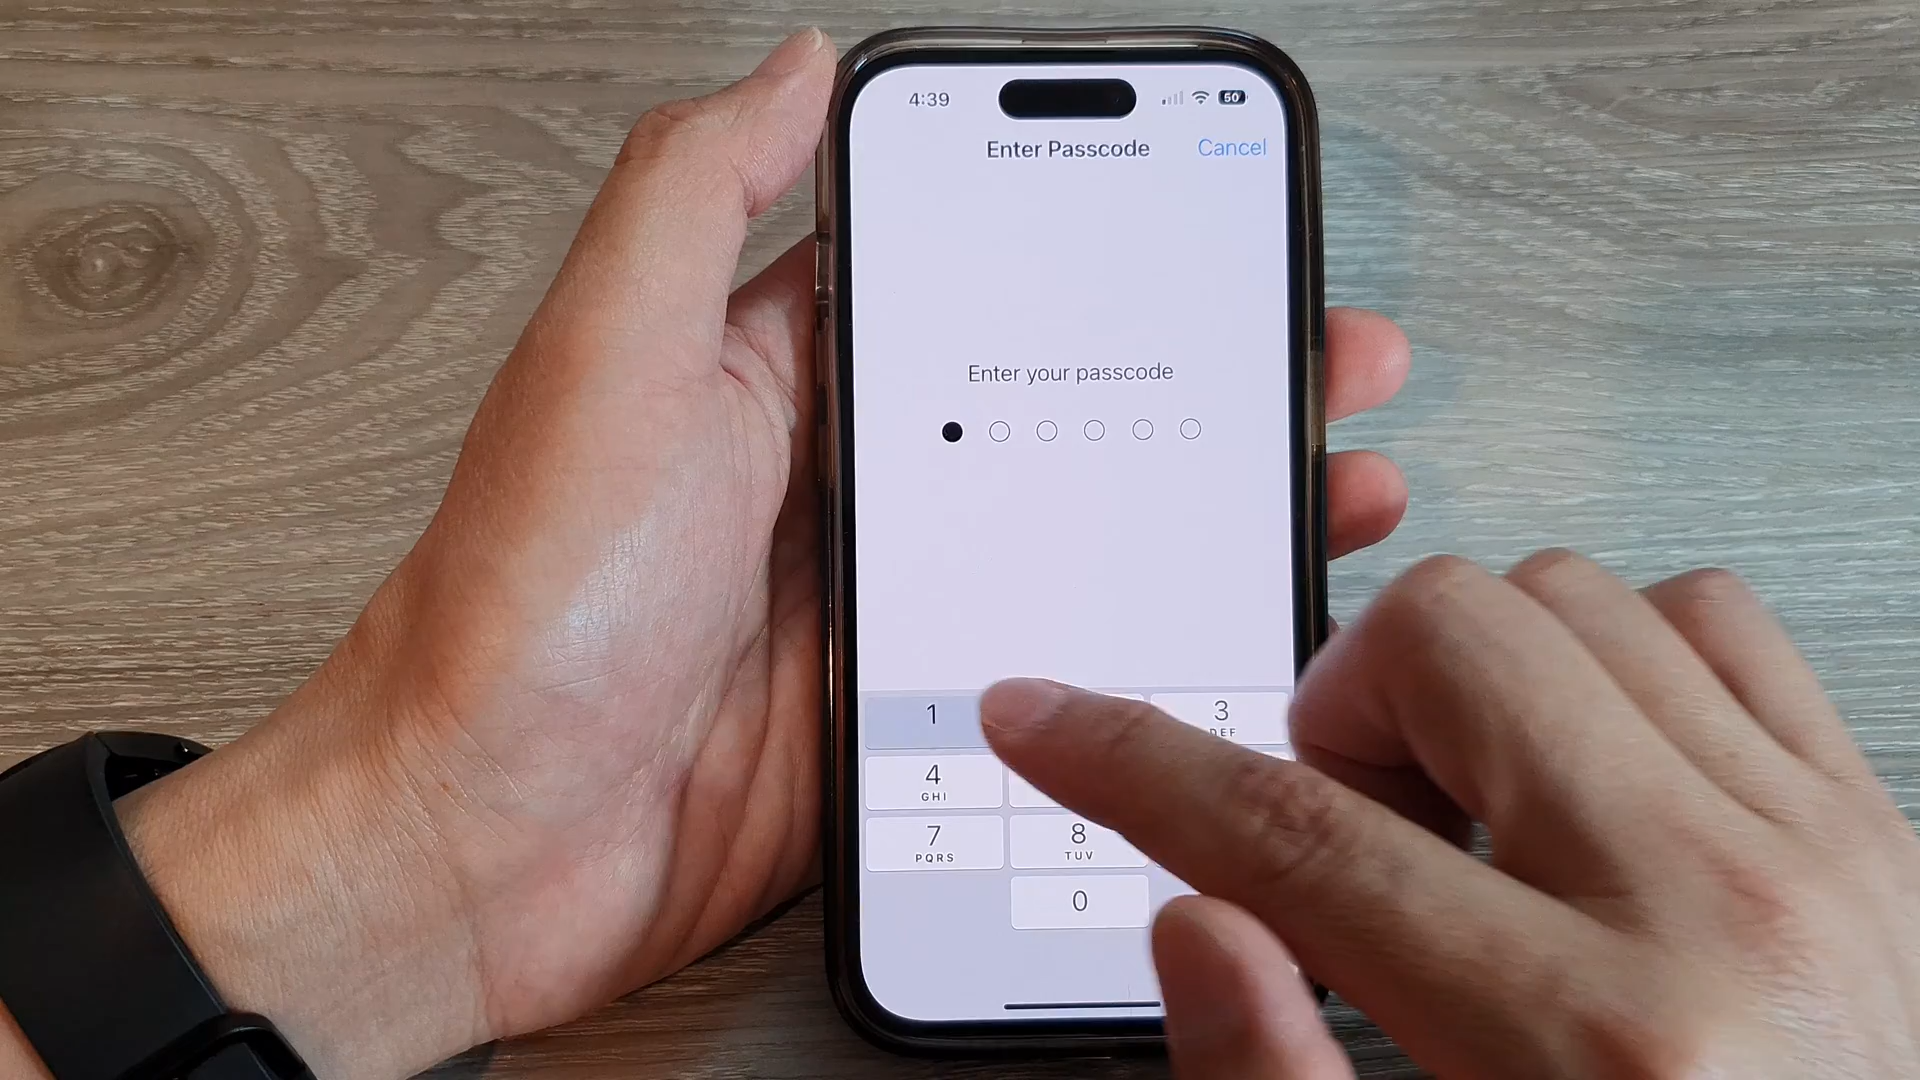 4:39 50
Enter Passcode Cancel
Enter your passcode
1 3
DEF
4
GHI
7 8
PQRS TUV
0